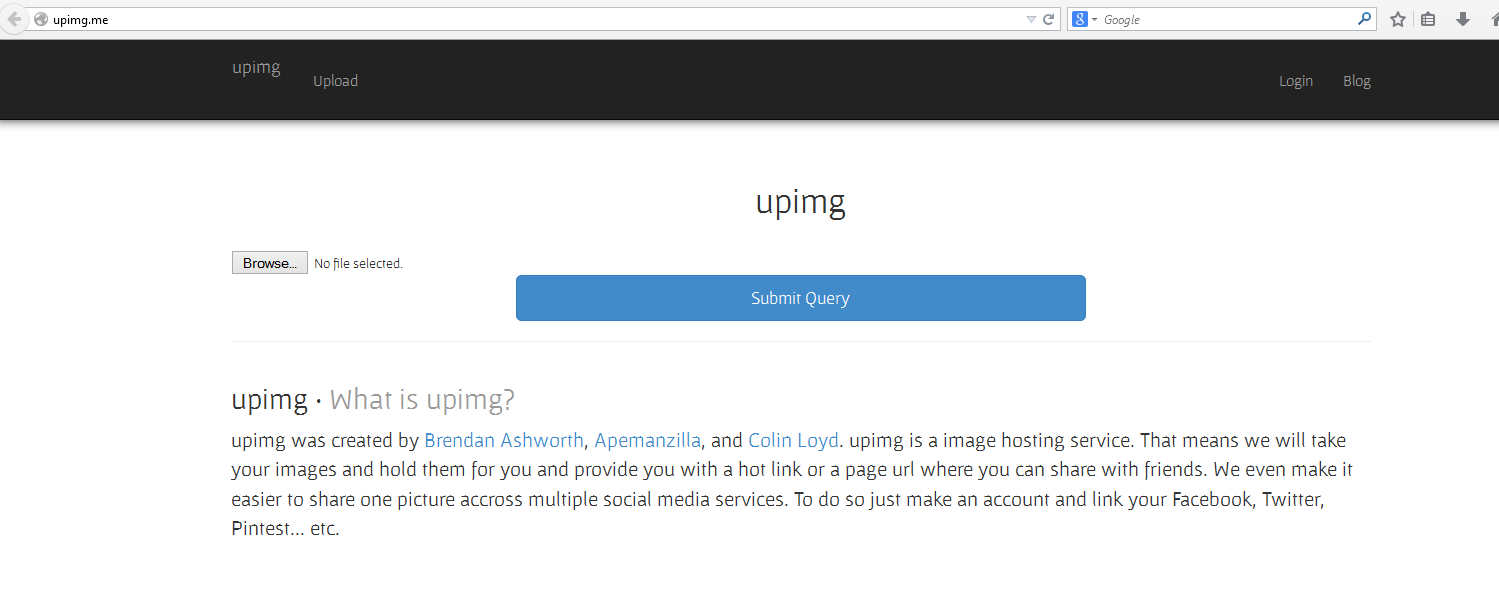 upimg.me
Google
upimg
Upload
Login
Blog
upimg
Browse...
No file selected.
Submit Query
upimg · What is upimg?
upimg was created by Brendan Ashworth, Apemanzilla, and Colin Loyd. upimg is a image hosting service. That means we will take
your images and hold them for you and provide you with a hot link or a page url where you can share with friends. We even make it
easier to share one picture accross multiple social media services. To do so just make an account and link your Facebook, Twitter,
Pintest... etc.